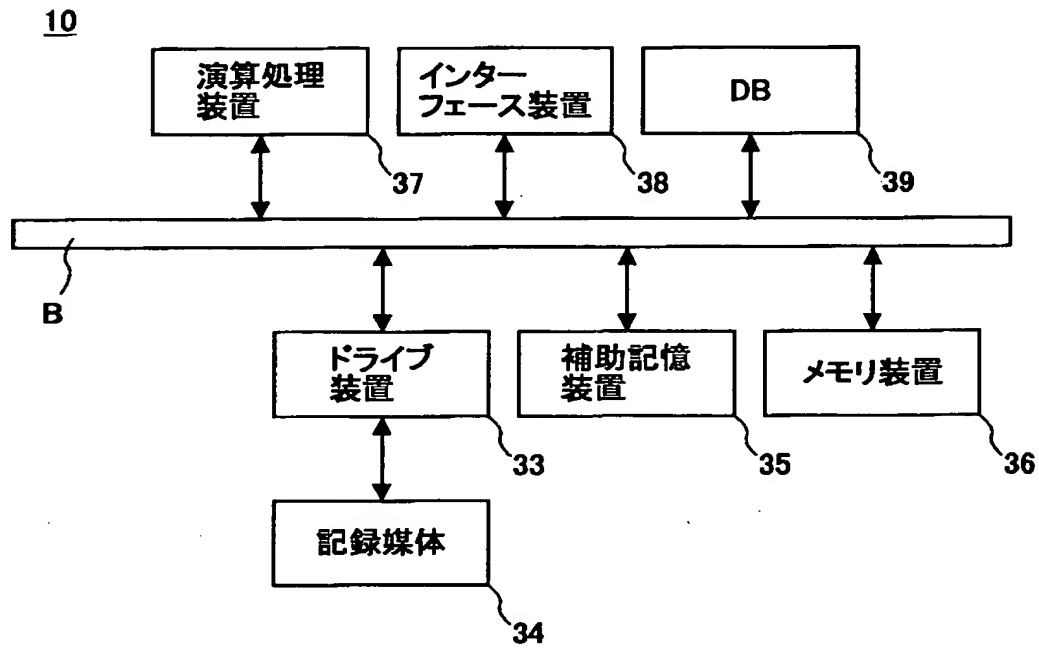 10
演算処理
装置
インター
フェース装置
DB
37
38
39
B
ドライブ
装置
補助記憶
装置
メモリ装置
33
35
36
記録媒体
34